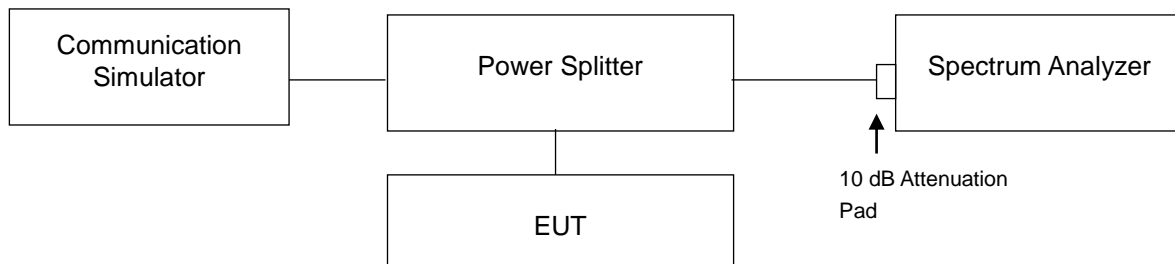 Communication
Simulator
Power Splitter
Spectrum Analyzer
10 dB Attenuation
Pad
EUT